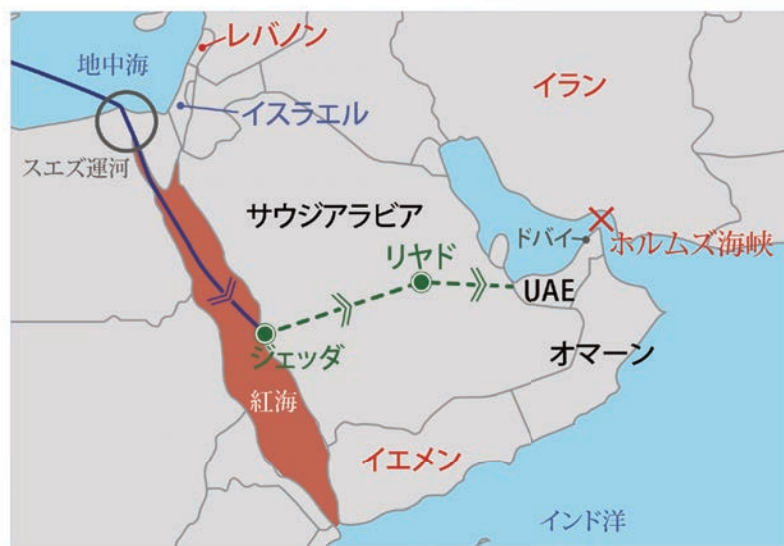 レバノン
地中海
イラン
イスラエル
スエズ運河
サウジアラビア
ドバイ
ホルムズ海峡
リヤド
UAE
ジェッダ
オマーン
紅海
イエメン
インド洋